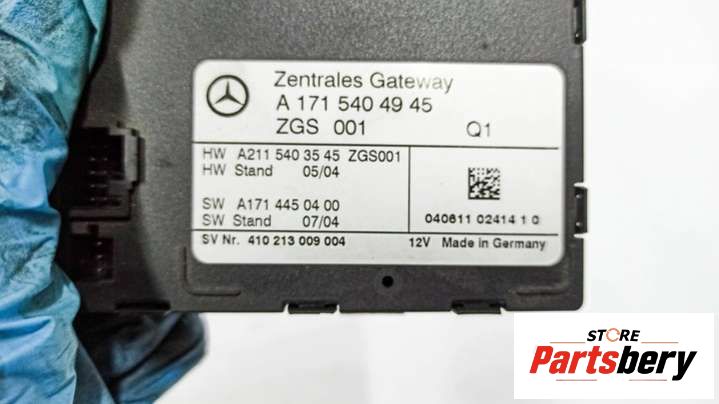 Zentrales Gateway
A 171 540 49 45
ZGS 001 Q1
HW A211 540 35 45 ZGS001
HW Stand 05/04
SW A171 445 04 00
SW Stand 07/04
040611 02414 1 0
SV Nr. 410 213 009 004 12V Made in Germany
STORE
Partsbery